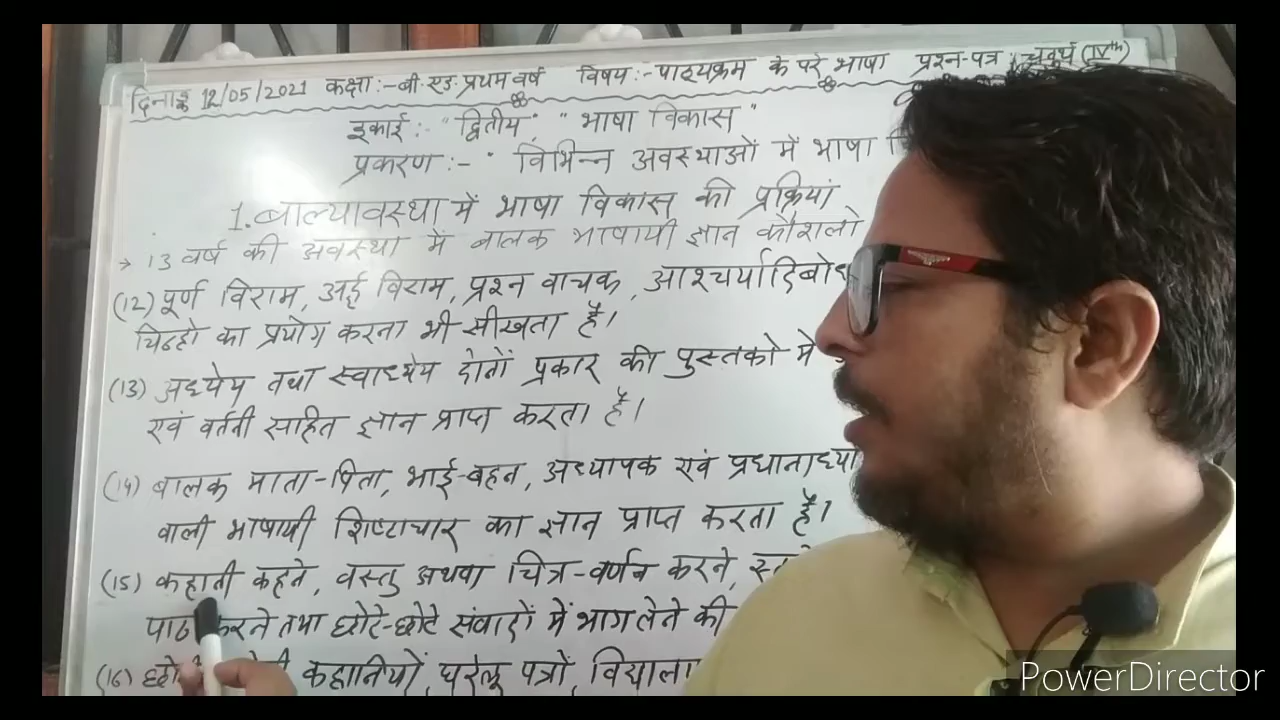 दिनाङ्क 12/05/2021 कक्षा:-बी.एड.प्रथम वर्ष विषय:-पाठ्यक्रम के परे भाषा प्रश्न-पत्र:चतुर्थ (IVth)
इकाई:- "द्वितीय" "भाषा विकास"
प्रकरण:- " विभिन्न अवस्थाओं में भाषा
1. बाल्यावस्था में भाषा विकास की प्रक्रियां
→ 13 वर्ष की अवस्था में बालक भाषायी ज्ञान कौशलो
(12) पूर्ण विराम, अर्द्ध विराम, प्रश्न वाचक, आश्चर्यादिबोध
चिन्हो का प्रयोग करना भी सीखता है।
(13) अध्येय तथा स्वाध्येय दोनों प्रकार की पुस्तको मे
एवं वर्तनी सहित ज्ञान प्राप्त करता है।
(14) बालक माता-पिता, भाई-बहन, अध्यापक एवं प्रधानाध्या
वाली भाषायी शिष्टाचार का ज्ञान प्राप्त करता है।
(15) कहानी कहने, वस्तु अथवा चित्र-वर्णन करने,
पाठ करने तथा छोटे-छोटे संवादों में भाग लेने की
(16) कहानियों, घरेलू पत्रों, विद्याला
PowerDirector